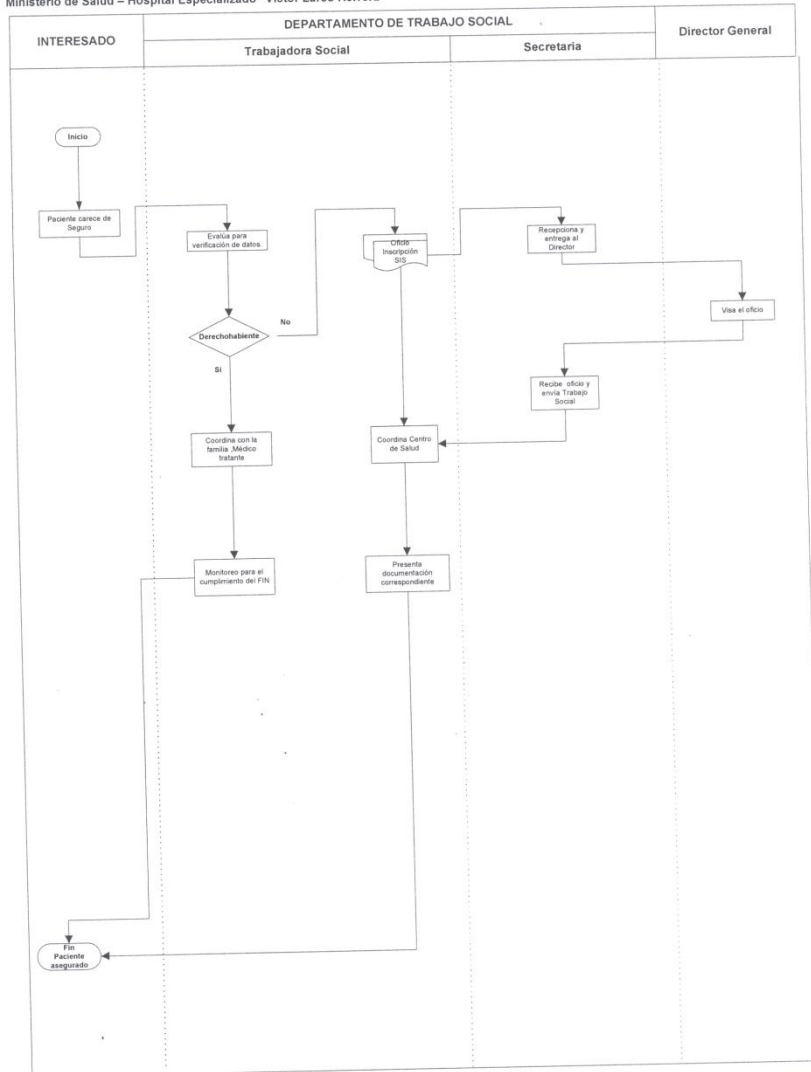 Ministerio de Salud – Hospital Especializado
INTERESADO
DEPARTAMENTO DE TRABAJO SOCIAL
Trabajadora Social
Secretaria
Director General
Inicio
Paciente carece de
Seguro
Evalúa para
verificación de datos.
Oficio
Inscripción
SIS
Recepciona y
entrega al
Director
Visa el oficio
Derechohabiente
No
Si
Recibe oficio y
envía Trabajo
Social
Coordina con la
familia ,Médico
tratante
Coordina Centro
de Salud
Monitoreo para el
cumplimiento del FIN
Presenta
documentación
correspondiente
Fin
Paciente
asegurado